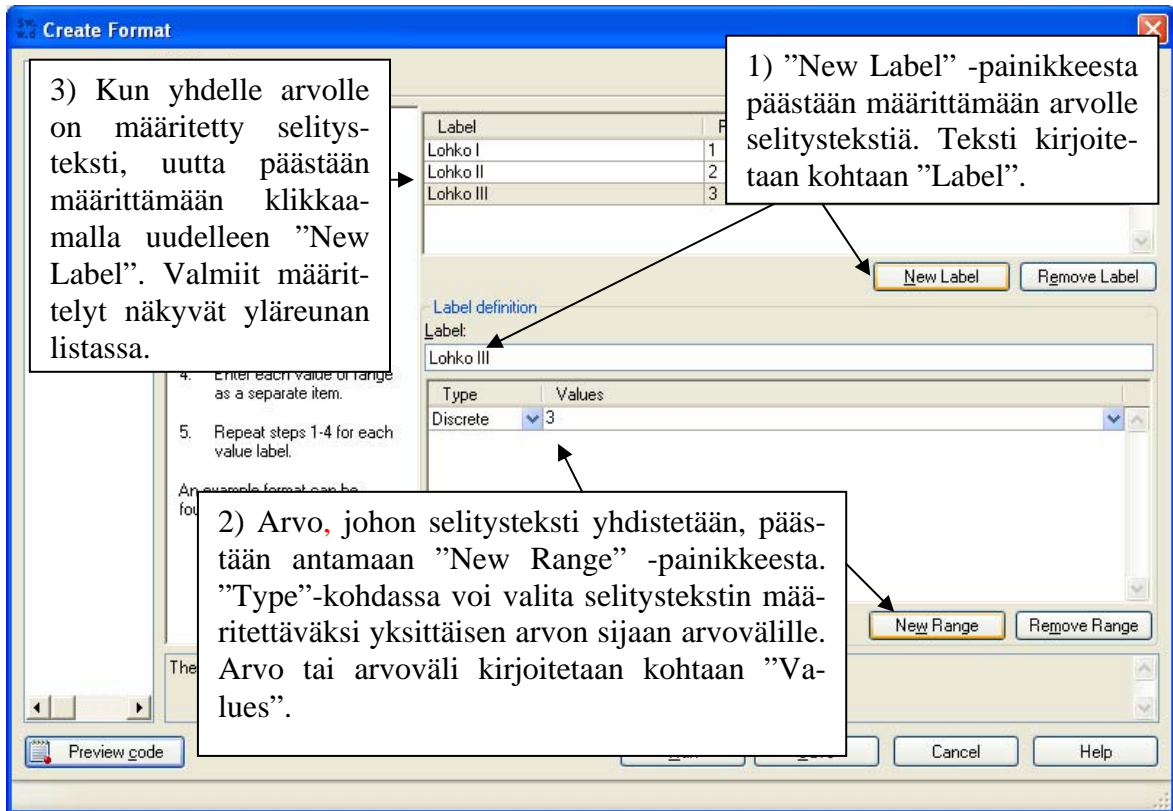 Create Format
1) ”New Label” -painikkeesta
päästään määrittämään arvolle
selitystekstiä. Teksti kirjoite-
taan kohtaan ”Label”.
3) Kun yhdelle arvolle
on määritetty selitys-
teksti, uutta päästään
määrittämään klikkaa-
malla uudelleen ”New
Label”. Valmiit määrit-
telyt näkyvät yläreunan
listassa.
Label
Lohko I 1
Lohko II 2
Lohko III 3
New Label Remove Label
Label definition
Label:
Lohko III
Type Values
Discrete 3
4. Enter each value or range
as a separate item.
5. Repeat steps 1-4 for each
value label.
An example format can be
2) Arvo, johon selitysteksti yhdistetään, pääs-
tään antamaan ”New Range” -painikkeesta.
”Type”-kohdassa voi valita selitystekstin mää-
ritettäväksi yksittäisen arvon sijaan arvovälille.
Arvo tai arvoväli kirjoitetaan kohtaan ”Va-
lues”.
New Range Remove Range
The
Preview code Cancel Help